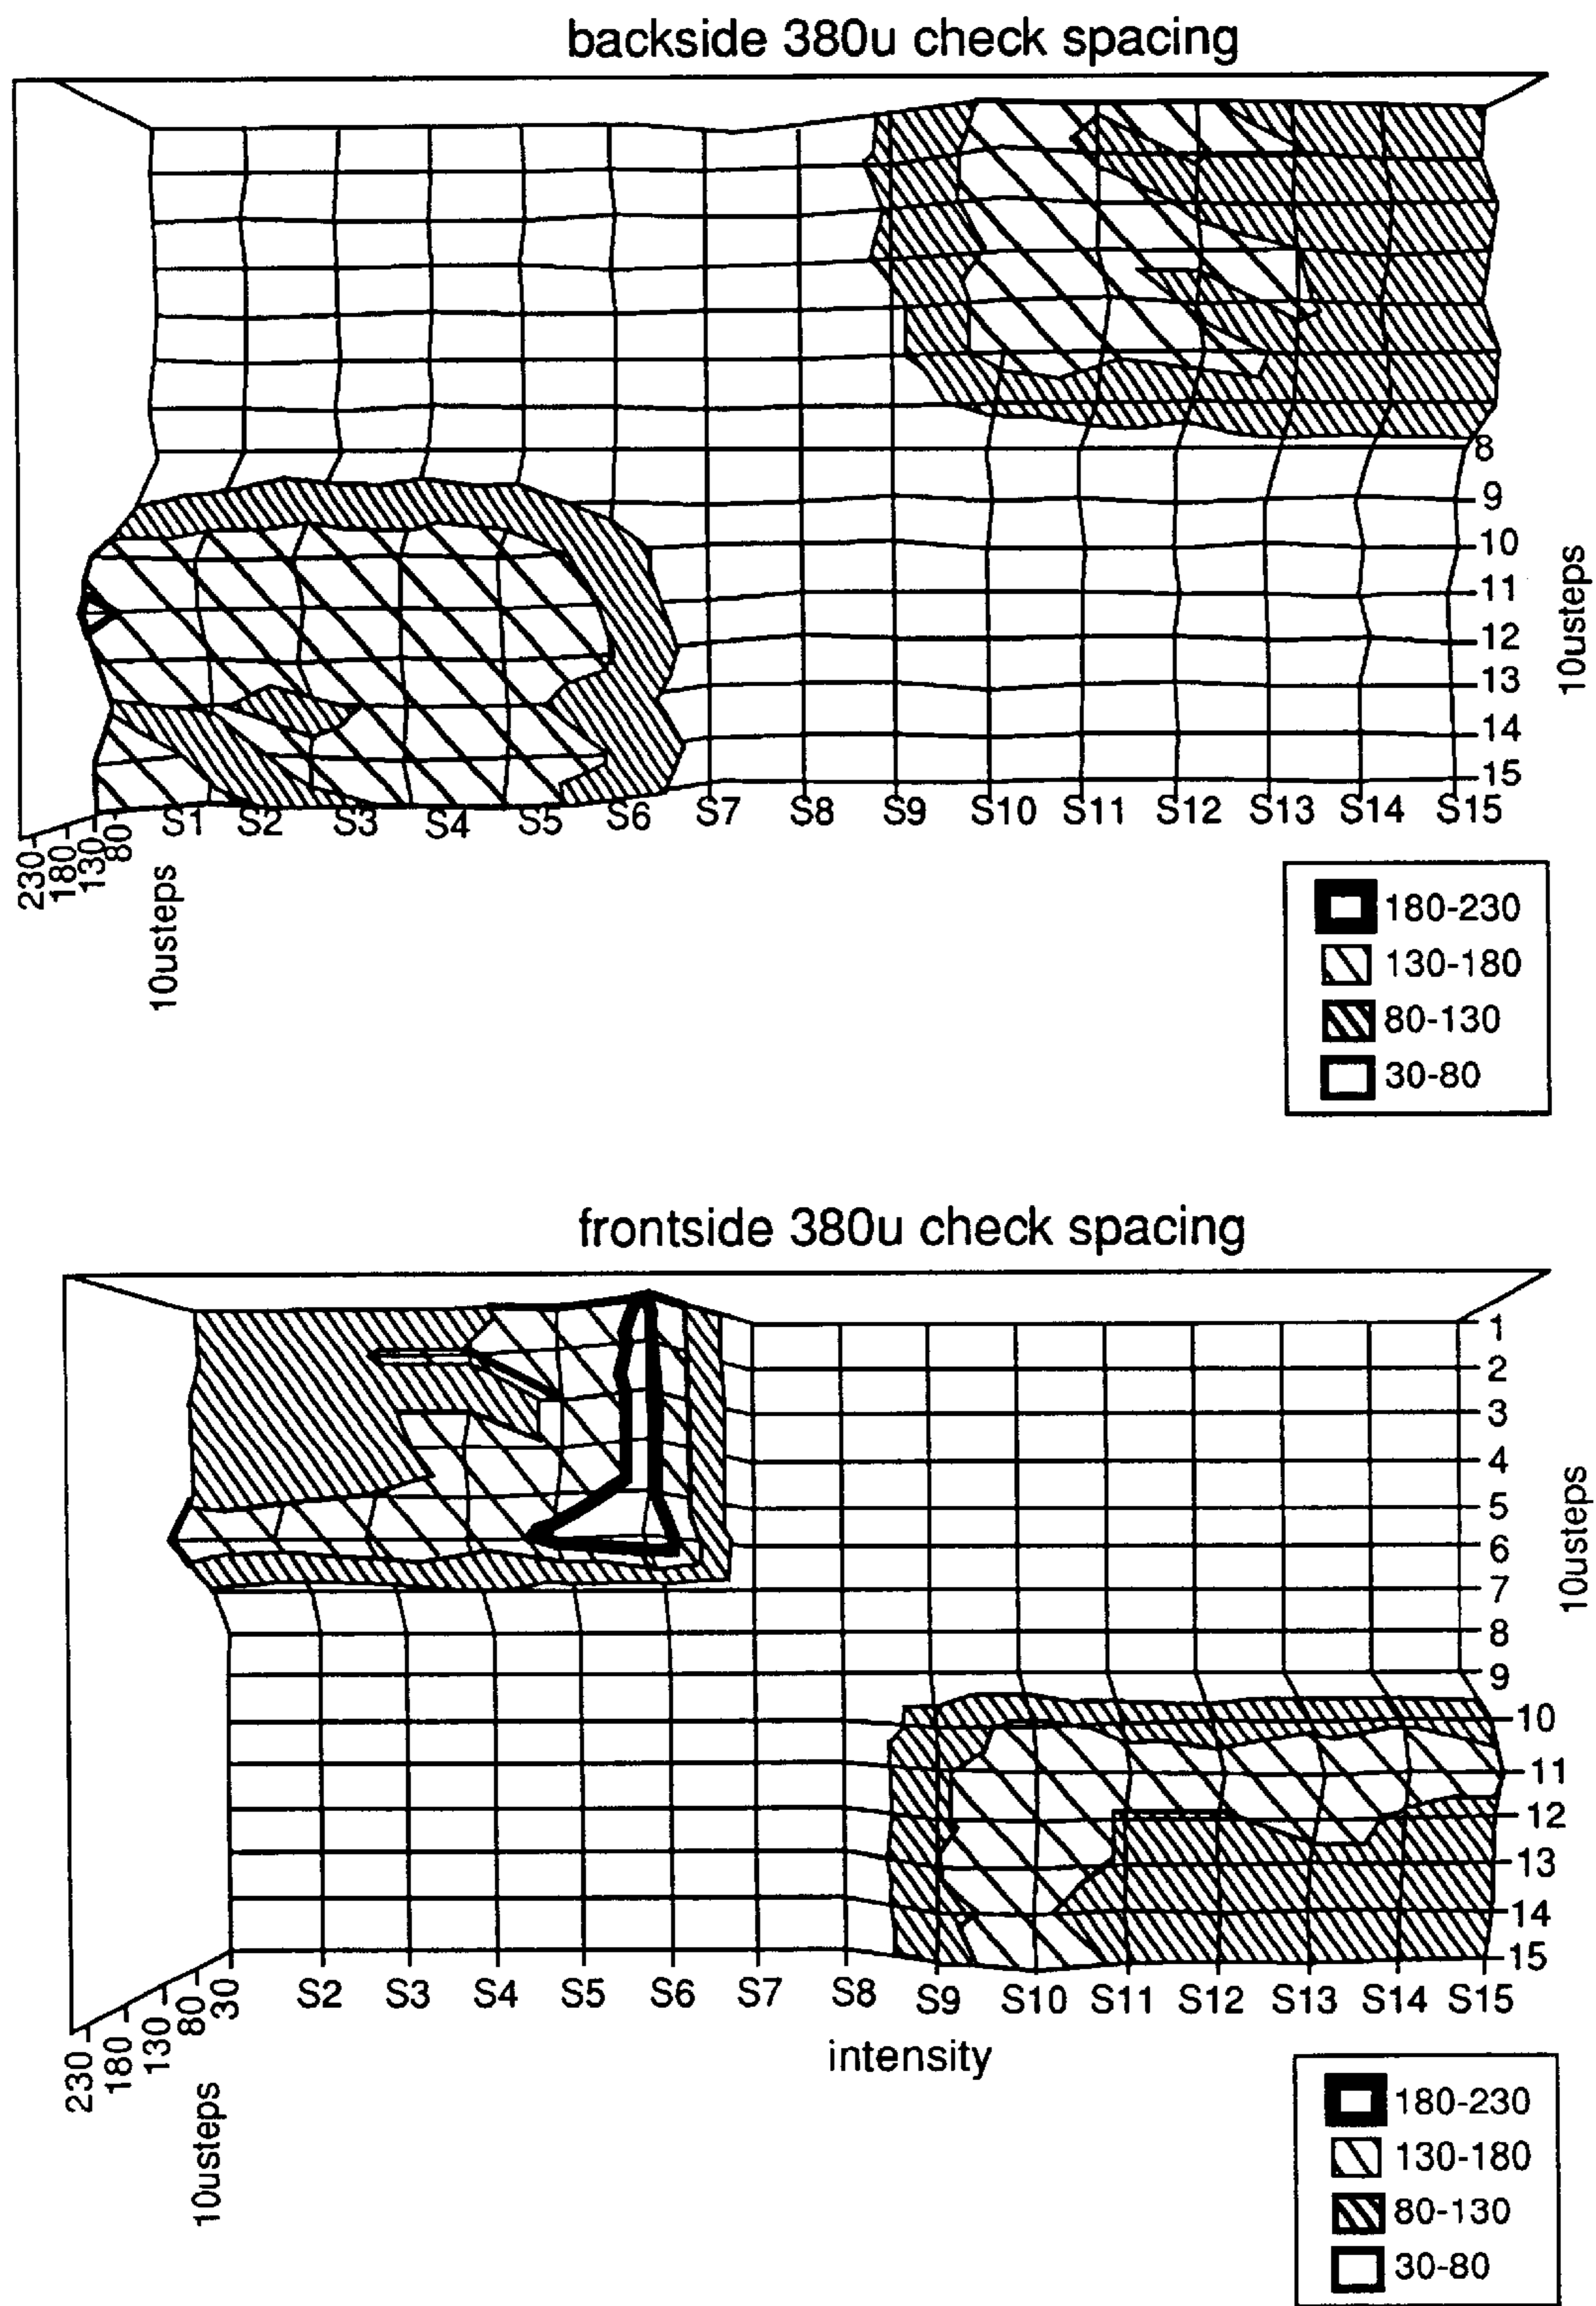 backside 380u check spacing
8
9
10
11
12
13
14
15
10usteps
S1 S2 S3 S4 S5 S6 S7 S8 S9 S10 S11 S12 S13 S14 S15
230 180 130 80
10usteps
180-230
130-180
80-130
30-80
frontside 380u check spacing
1
2
3
4
5
6
7
8
9
10
11
12
13
14
15
10usteps
S2 S3 S4 S5 S6 S7 S8 S9 S10 S11 S12 S13 S14 S15
230 180 130 80 30
intensity
10usteps
180-230
130-180
80-130
30-80